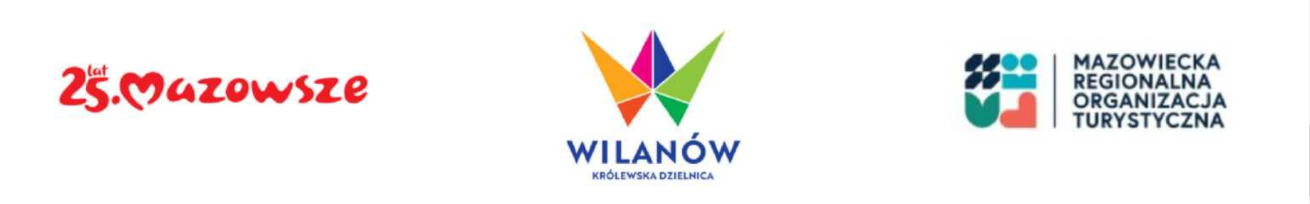 25 lat. Mazowsze
WILANÓW
KRÓLEWSKA DZIELNICA
MAZOWIECKA
REGIONALNA
ORGANIZACJA
TURYSTYCZNA